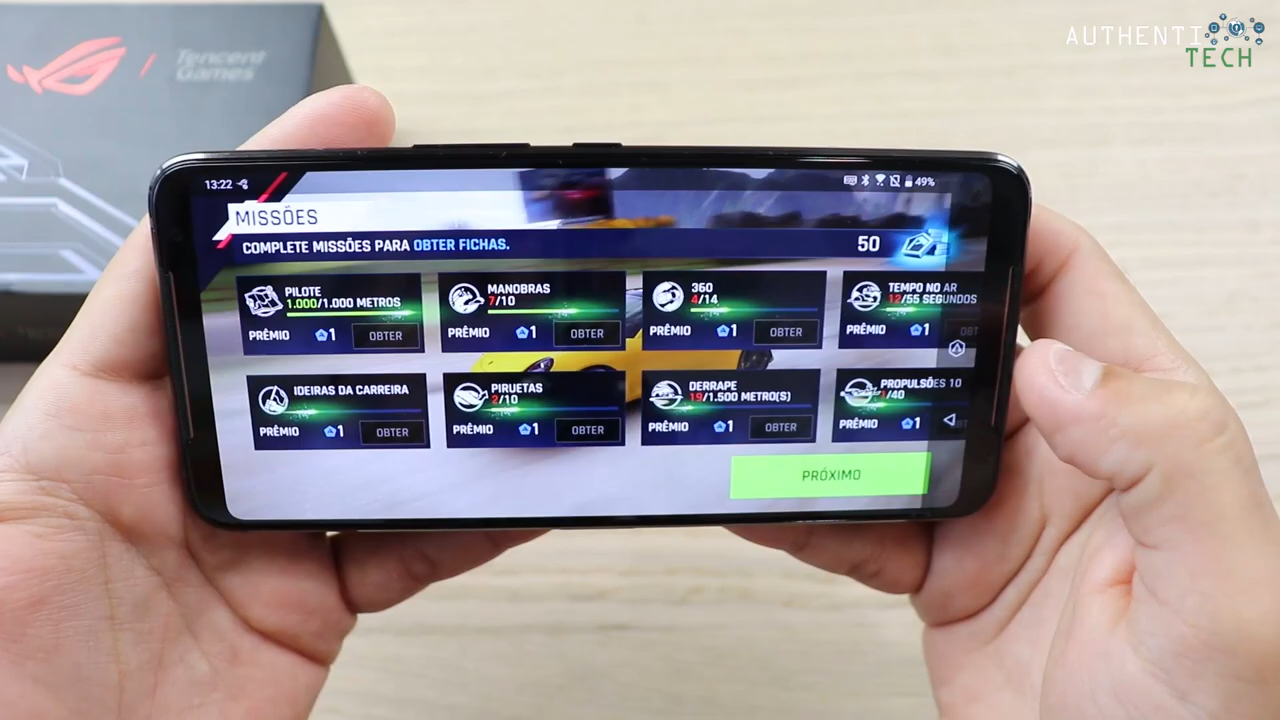 AUTHENTI
TECH
Tencent
Games
13:22
49%
MISSÕES
COMPLETE MISSÕES PARA OBTER FICHAS.
50
PILOTE
1.000/1.000 METROS
PRÊMIO 1 OBTER
MANOBRAS
7/10
PRÊMIO 1 OBTER
360
4/14
PRÊMIO 1 OBTER
TEMPO NO AR
12/55 SEGUNDOS
PRÊMIO 1 OBT
IDEIRAS DA CARREIRA
PRÊMIO 1 OBTER
PIRUETAS
2/10
PRÊMIO 1 OBTER
DERRAPE
19/1.500 METRO(S)
PRÊMIO 1 OBTER
PROPULSÕES 10
1/40
PRÊMIO 1
PRÓXIMO